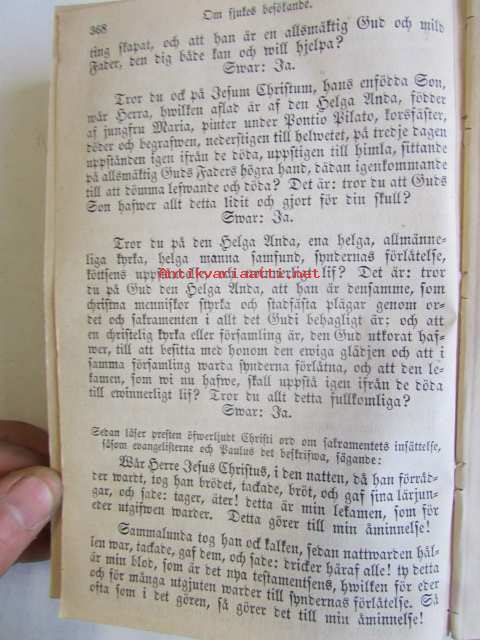 368 Om sjukes besökande.
ting skapat, och att han är en allsmäktig Gud och mild
Fader, den dig både kan och will hjelpa?
Swar: Ja.
Tror du ock på Jesum Christum, hans enfödda Son,
wår Herra, hwilken aflad är af den Helga Anda, födder
af jungfru Maria, pinter under Pontio Pilato, korsfäster,
döder och begrafwen, nederstigen till helwetet, på tredje dagen
uppstånden igen ifrån de döda, uppstigen till himla, sittande
på allsmäktig Guds Faders högra hand, dädan igenkommande
till att dömma lefwande och döda? Det är: tror du att Guds
Son hafwer allt detta lidit och gjort för din skull?
Swar: Ja.
Tror du på den Helga Anda, ena helga, allmänne-
liga kyrka, helga manna samfund, syndernas förlåtelse,
köttsens uppst lif? Det är: tror
Antikvariaatti.net
du på Gud den Helga Anda, att han är densamme, som
christna menniskor styrka och stadfästa plägar genom or-
det och sakramenten i allt det Gudi behagligt är: och att
en christelig kyrka eller församling är, den Gud utkorat haf-
wer, till att besitta med honom den ewiga glädjen och att i
samma församling warda synderna förlåtna, och att den le-
kamen, som wi nu hafwe, skall uppstå igen ifrån de döda
till ewinnerligt lif? Tror du allt detta fullkomliga?
Swar: Ja.
Sedan läser presten öfwerljudt Christi ord om sakramentets insättelse,
såsom evangelisterne och Paulus det beskrifwa, sägande:
Wår Herre Jesus Christus, i den natten, då han förråd-
der wardt, tog han brödet, tackade, bröt, och gaf sina lärjun-
gar, och sade: tager, äter! detta är min lekamen, som för
eder utgifwen warder. Detta görer till min åminnelse!
Sammalunda tog han ock kalken, sedan nattwarden hål-
len war, tackade, gaf dem, och sade: dricker häraf alle! ty detta
är min blod, som är det nya testamentsens, hwilken för eder
och för många utgjuten warder till syndernas förlåtelse. Så
ofta som i det gören, så görer det till min åminnelse!